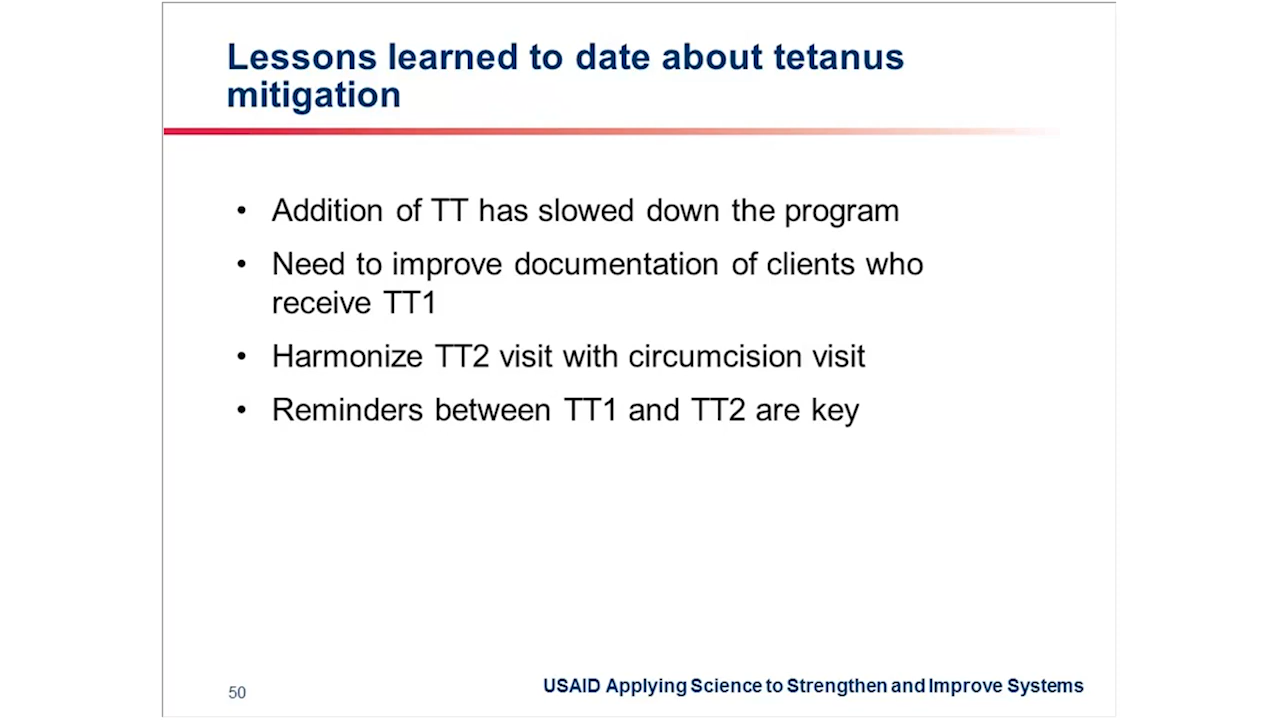 Lessons learned to date about tetanus
mitigation
• Addition of TT has slowed down the program
• Need to improve documentation of clients who
receive TT1
• Harmonize TT2 visit with circumcision visit
• Reminders between TT1 and TT2 are key
50
USAID Applying Science to Strengthen and Improve Systems